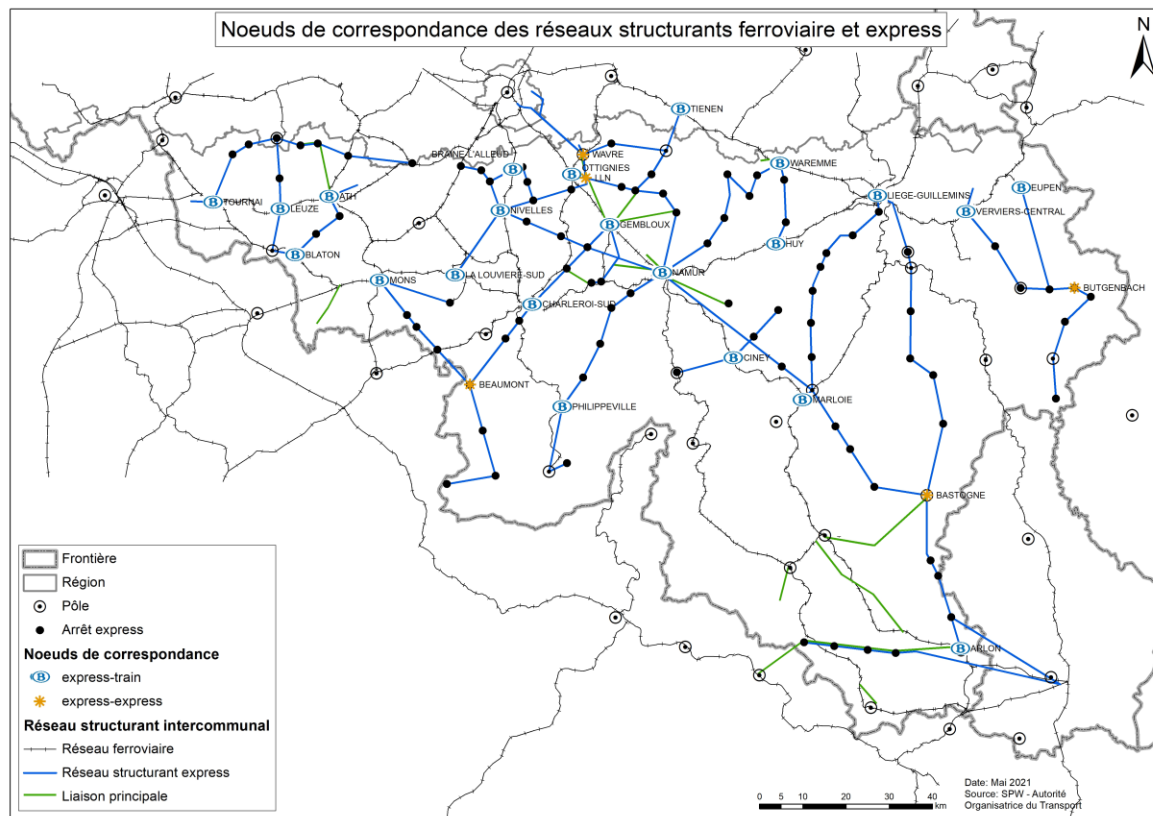 Noeuds de correspondance des réseaux structurants ferroviaire et express
N
TIENEN
BRAINE-L'ALLEUD
WAVRE
OTTIGNIES
LLN
WAREMME
TOURNAI
LEUZE
ATH
NIVELLES
GEMBLOUX
LIEGE-GUILLEMINS
VERVIERS-CENTRAL
EUPEN
BLATON
MONS
LA LOUVIERE-SUD
CHARLEROI-SUD
NAMUR
HUY
BUTGENBACH
BEAUMONT
PHILIPPEVILLE
CINEY
MARLOIE
BASTOGNE
ARLON
Frontière
Région
Pôle
Arrêt express
Noeuds de correspondance
B express-train
express-express
Réseau structurant intercommunal
Réseau ferroviaire
Réseau structurant express
Liaison principale
Date: Mai 2021
Source: SPW - Autorité
Organisatrice du Transport
0 5 10 20 30 40
km